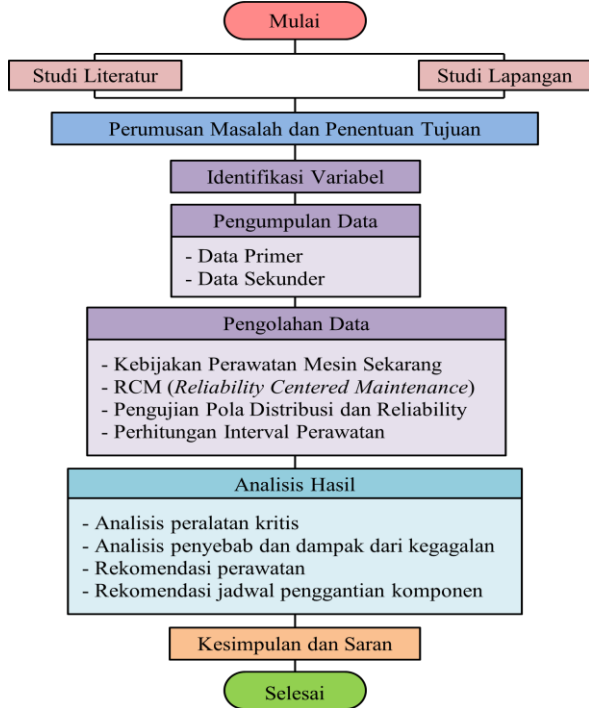 Mulai
Studi Literatur
Studi Lapangan
Perumusan Masalah dan Penentuan Tujuan
Identifikasi Variabel
Pengumpulan Data
- Data Primer
- Data Sekunder
Pengolahan Data
- Kebijakan Perawatan Mesin Sekarang
- RCM (Reliability Centered Maintenance)
- Pengujian Pola Distribusi dan Reliability
- Perhitungan Interval Perawatan
Analisis Hasil
- Analisis peralatan kritis
- Analisis penyebab dan dampak dari kegagalan
- Rekomendasi perawatan
- Rekomendasi jadwal penggantian komponen
Kesimpulan dan Saran
Selesai